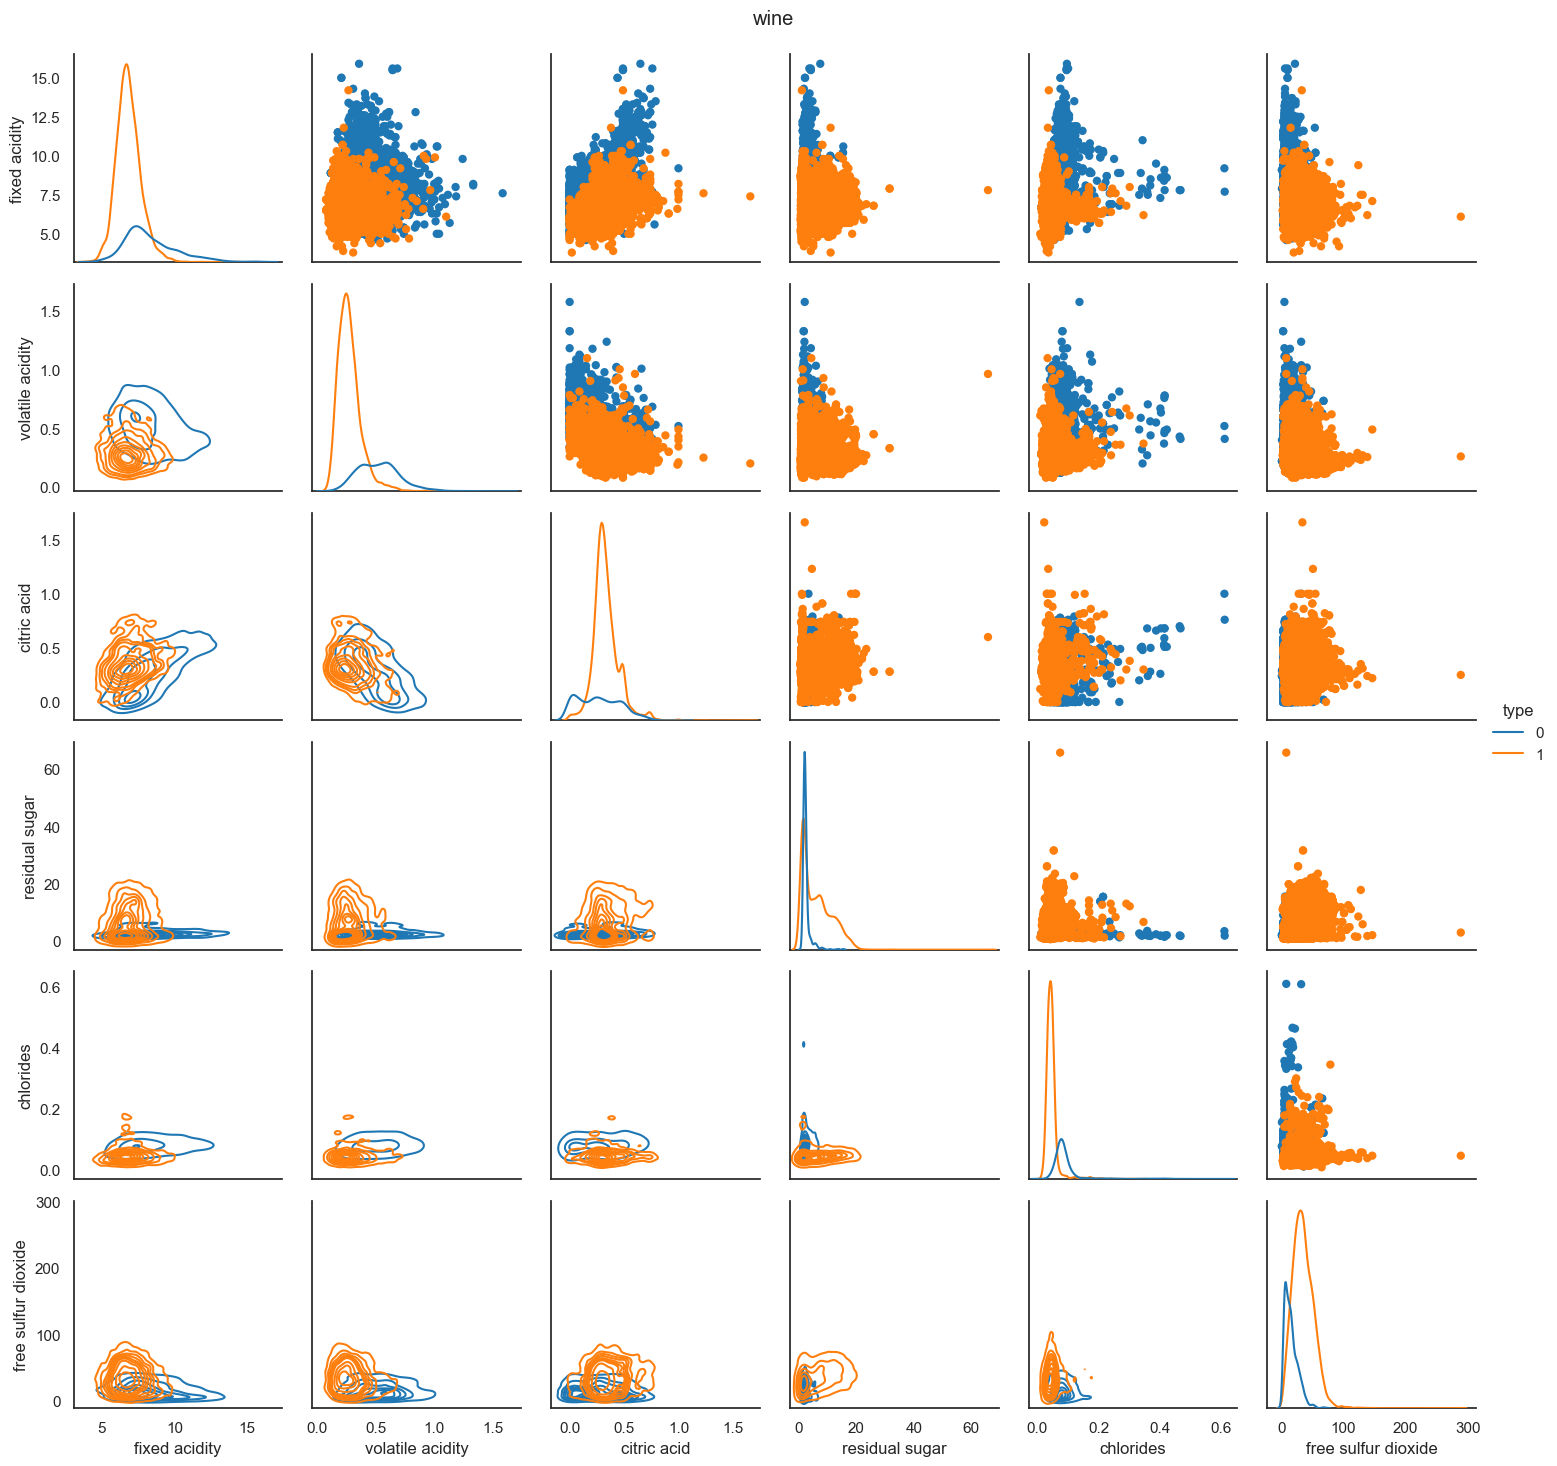 wine
fixed acidity
15.0
12.5
10.0
7.5
5.0
volatile acidity
1.5
1.0
0.5
0.0
citric acid
1.5
1.0
0.5
0.0
type
0
1
residual sugar
60
40
20
0
chlorides
0.6
0.4
0.2
0.0
free sulfur dioxide
300
200
100
0
5 10 15
0.0 0.5 1.0 1.5
0.0 0.5 1.0 1.5
0 20 40 60
0.0 0.2 0.4 0.6
0 100 200 300
fixed acidity
volatile acidity
citric acid
residual sugar
chlorides
free sulfur dioxide